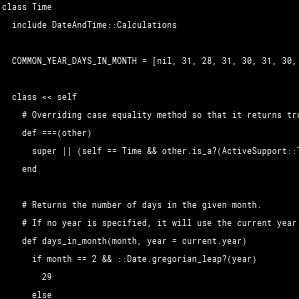 class Time
include DateAndTime::Calculations
COMMON_YEAR_DAYS_IN_MONTH = [nil, 31, 28, 31, 30, 31, 30,
class << self
# Overriding case equality method so that it returns tru
def ===(other)
super || (self == Time && other.is_a?(ActiveSupport::T
end
# Returns the number of days in the given month.
# If no year is specified, it will use the current year
def days_in_month(month, year = current.year)
if month == 2 && ::Date.gregorian_leap?(year)
29
else